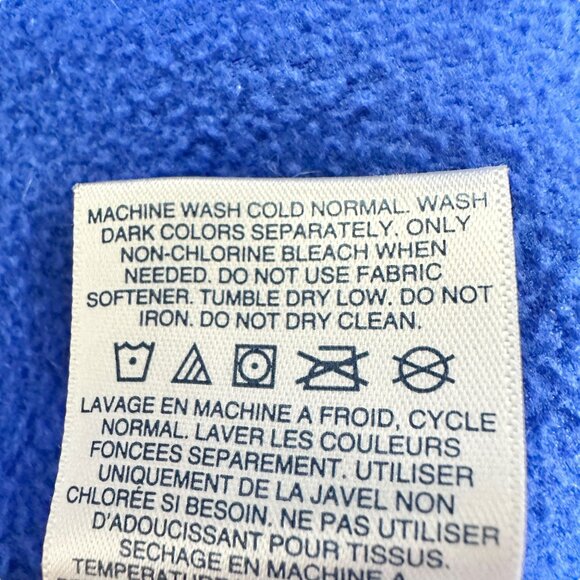 MACHINE WASH COLD NORMAL. WASH
DARK COLORS SEPARATELY. ONLY
NON-CHLORINE BLEACH WHEN
NEEDED. DO NOT USE FABRIC
SOFTENER. TUMBLE DRY LOW. DO NOT
IRON. DO NOT DRY CLEAN.
LAVAGE EN MACHINE A FROID, CYCLE
NORMAL. LAVER LES COULEURS
FONCEES SEPAREMENT. UTILISER
UNIQUEMENT DE LA JAVEL NON
CHLORÉE SI BESOIN. NE PAS UTILISER
D'ADOUCISSANT POUR TISSUS.
SECHAGE EN MACHINE A